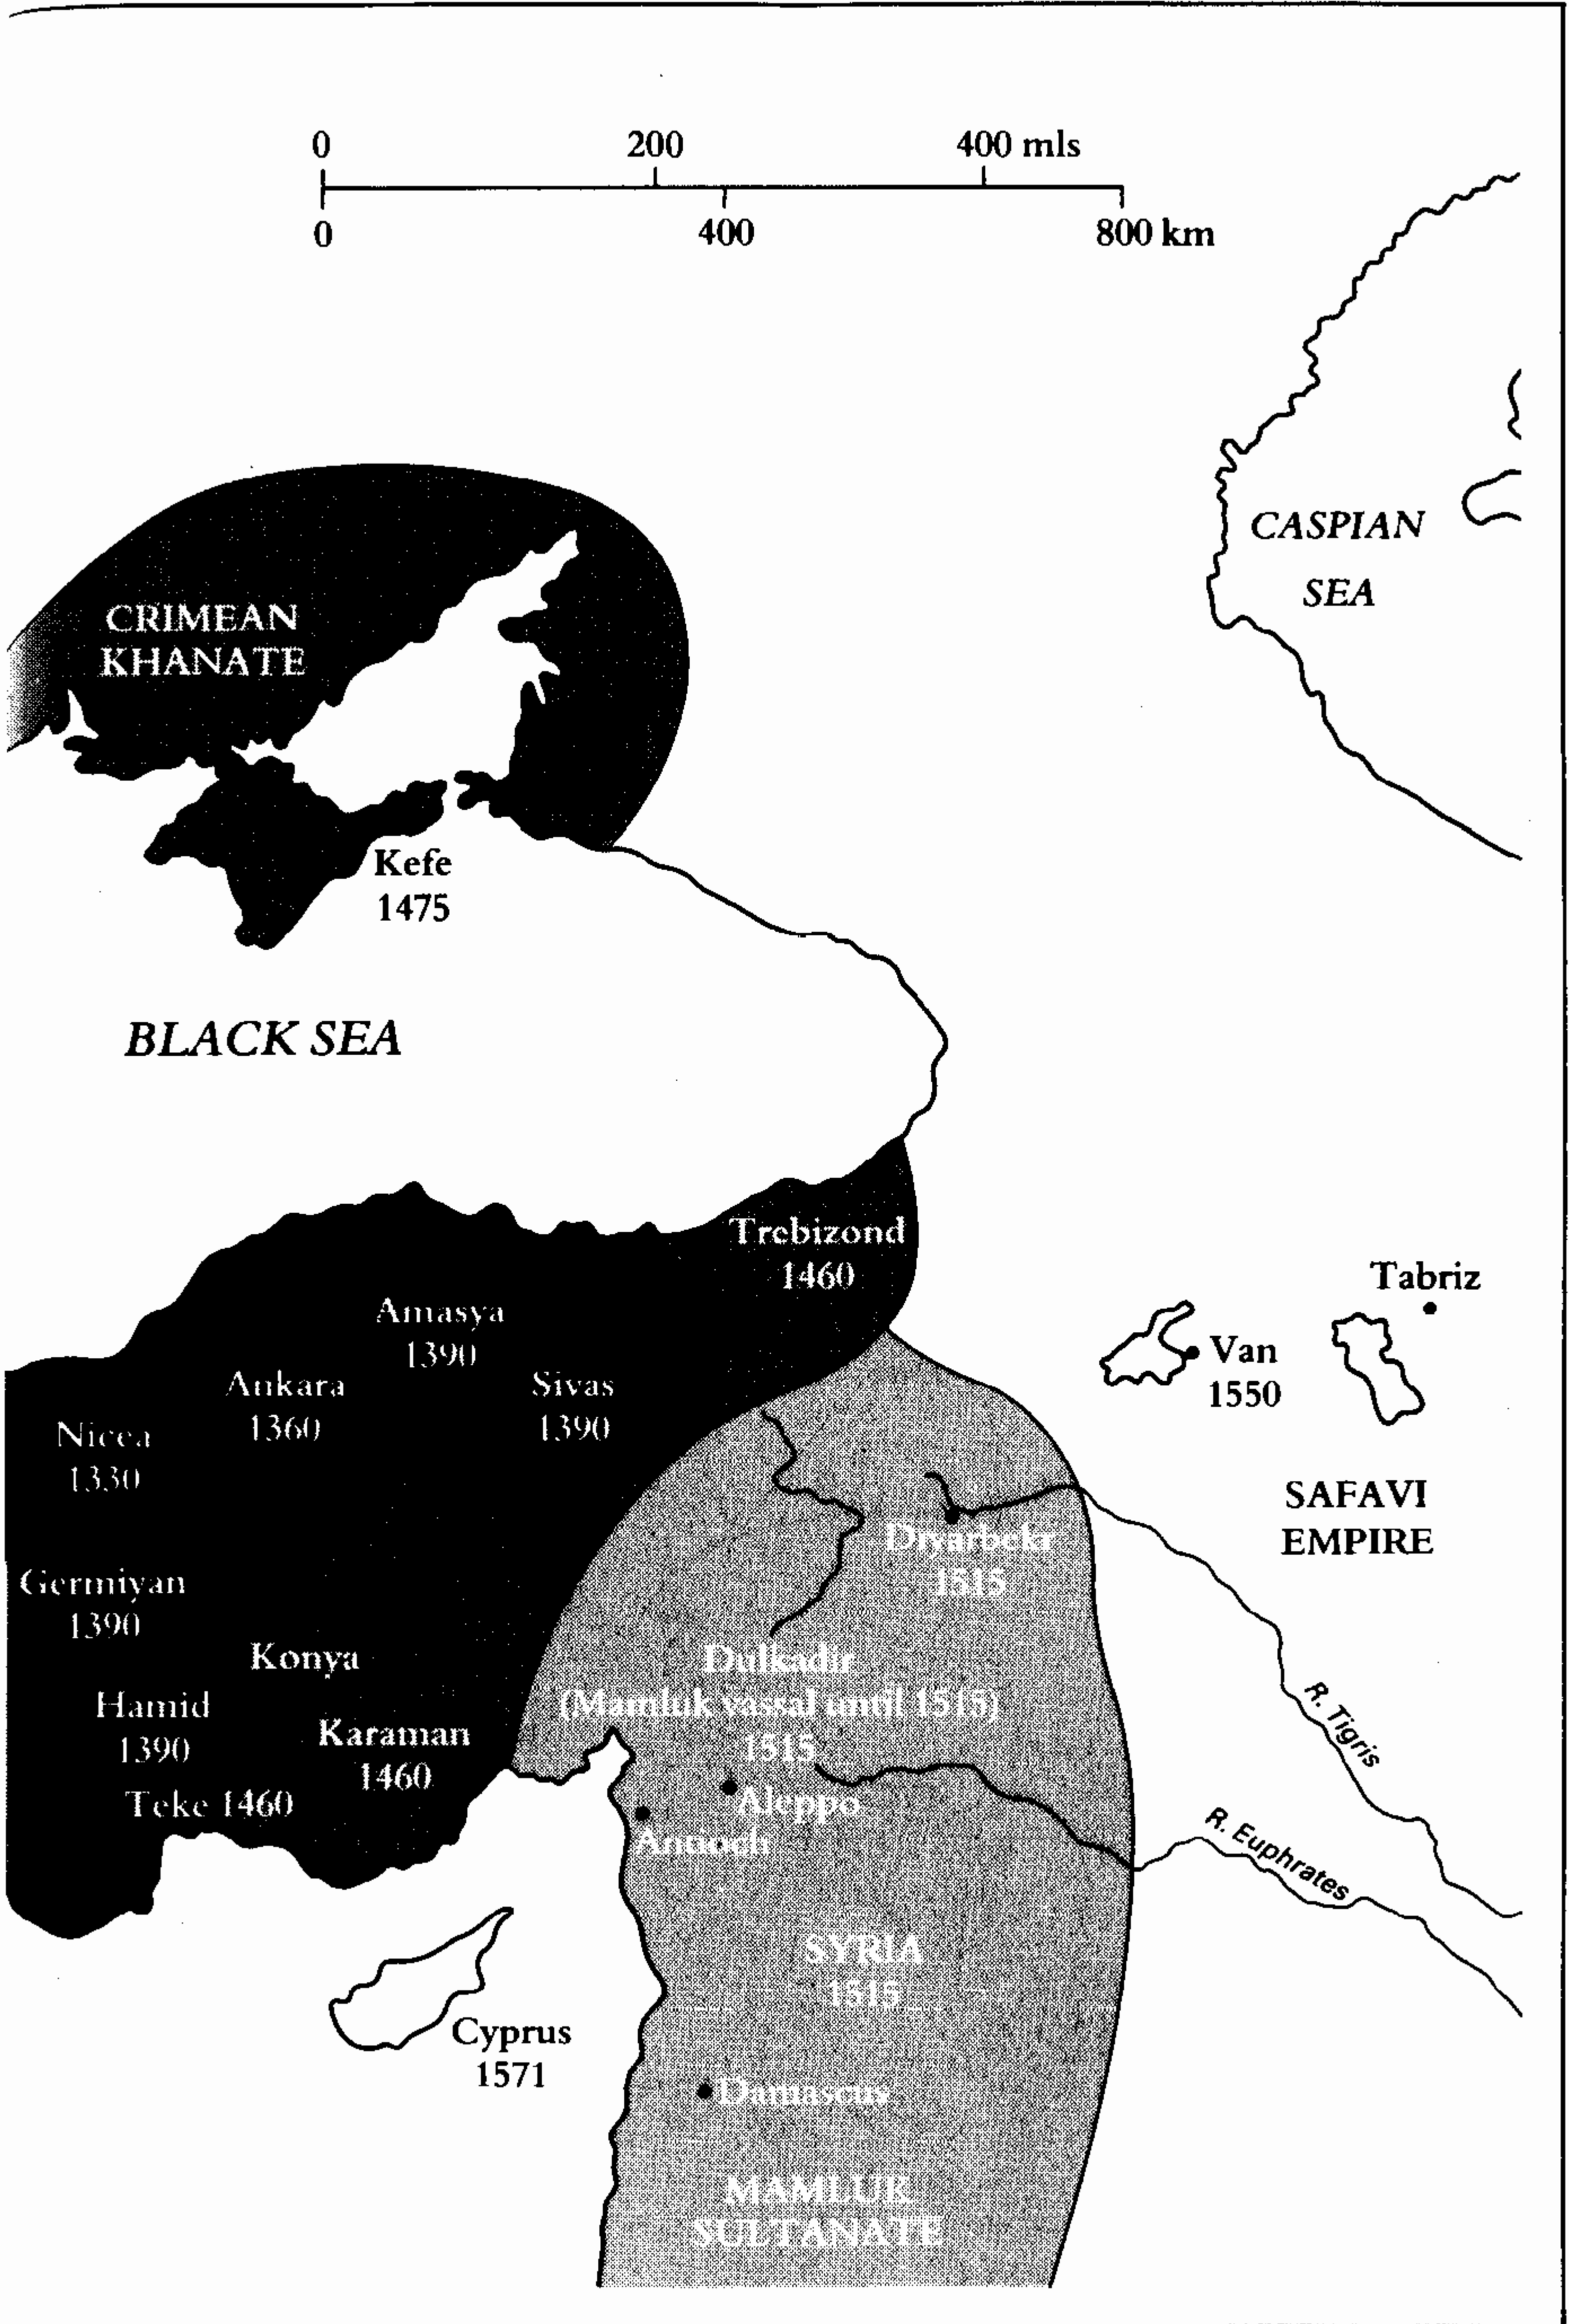 0 200 400 mls
0 400 800 km
CASPIAN
SEA
CRIMEAN
KHANATE
Kefe
1475
BLACK SEA
Trebizond
1460
Tabriz
Amasya
1390
Van
1550
Ankara
1360
Sivas
1390
Nicea
1330
SAFAVI
EMPIRE
Diyarbekr
1515
Germiyan
1390
Konya
Dulkadir
(Mamluk vassal until 1515)
1515
Hamid
1390
Karaman
1460
R. Tigris
Teke 1460
Aleppo
Antioch
R. Euphrates
SYRIA
1515
Cyprus
1571
Damascus
MAMLUK
SULTANATE